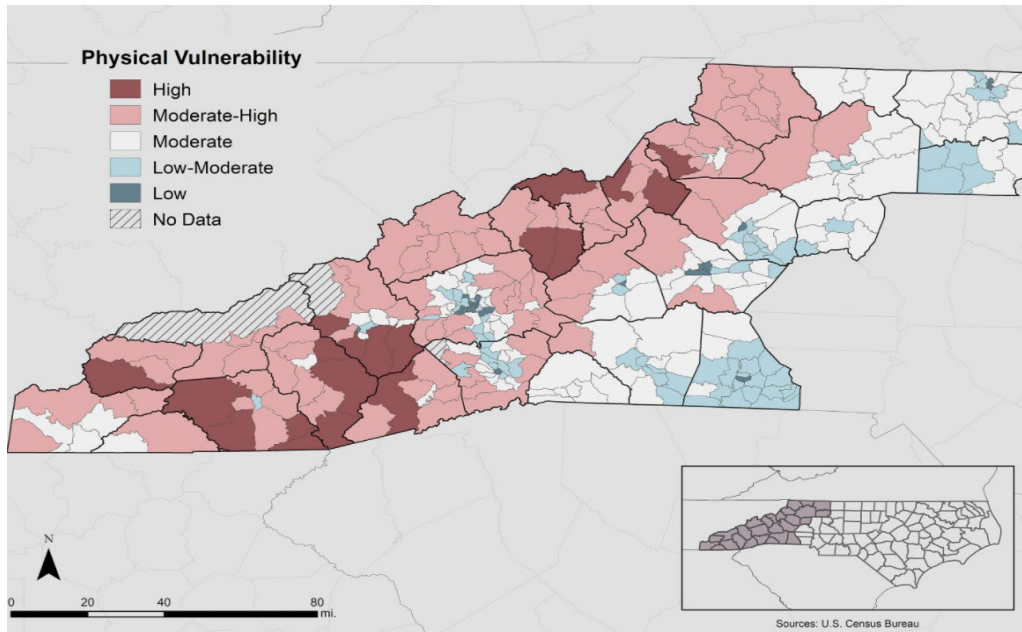 Physical Vulnerability
High
Moderate-High
Moderate
Low-Moderate
Low
No Data
N
0 20 40 80
mi.
Sources: U.S. Census Bureau